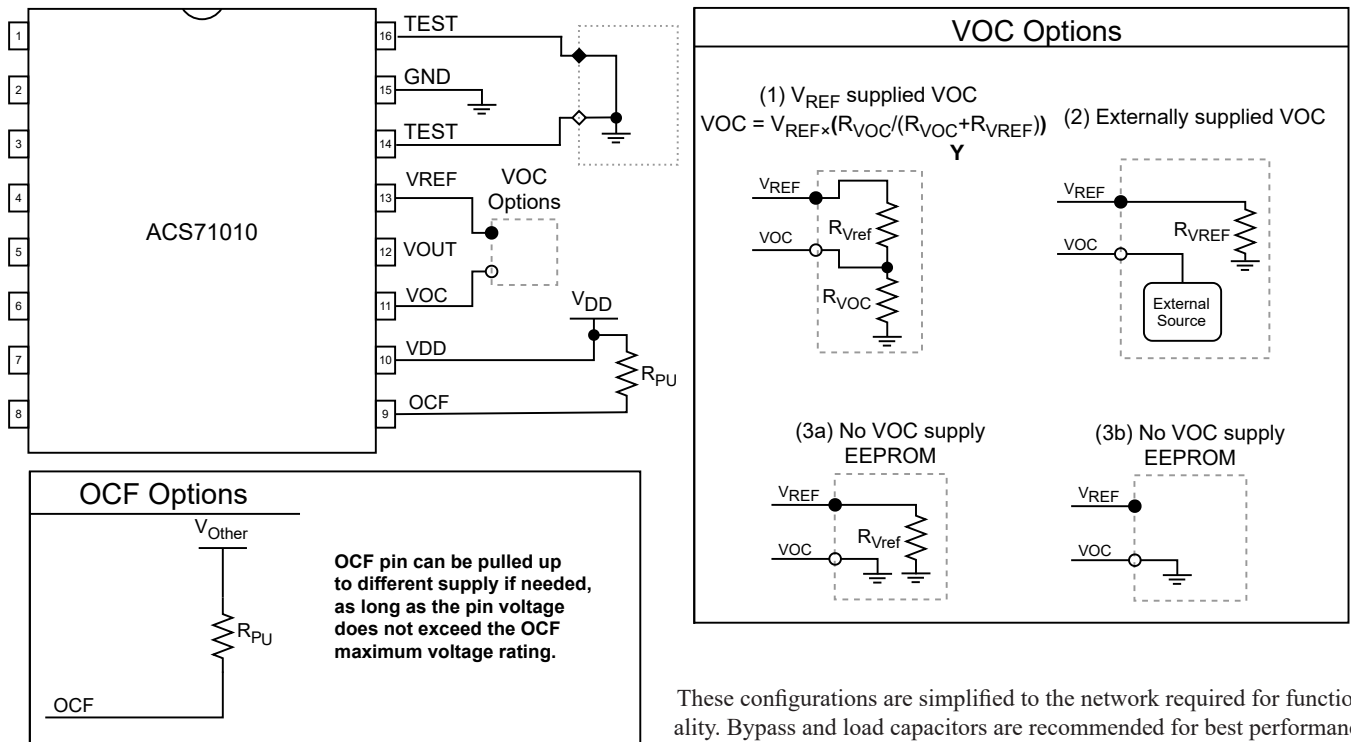 1
2
3
4
5
6
7
8
ACS71010
16
15
14
13
12
11
10
9
TEST
GND
TEST
VREF
VOUT
VOC
VDD
OCF
VOC
Options
VDD
RPU
OCF Options
VOther
RPU
OCF
OCF pin can be pulled up
to different supply if needed,
as long as the pin voltage
does not exceed the OCF
maximum voltage rating.
VOC Options
(1) VREF supplied VOC
VOC = VREF×(RVOC/(RVOC+RVREF))
Y
VREF
VOC
RVref
RVOC
(2) Externally supplied VOC
VREF
VOC
RVREF
External
Source
(3a) No VOC supply
EEPROM
VREF
VOC
RVref
(3b) No VOC supply
EEPROM
VREF
VOC
These configurations are simplified to the network required for function
ality. Bypass and load capacitors are recommended for best performanc